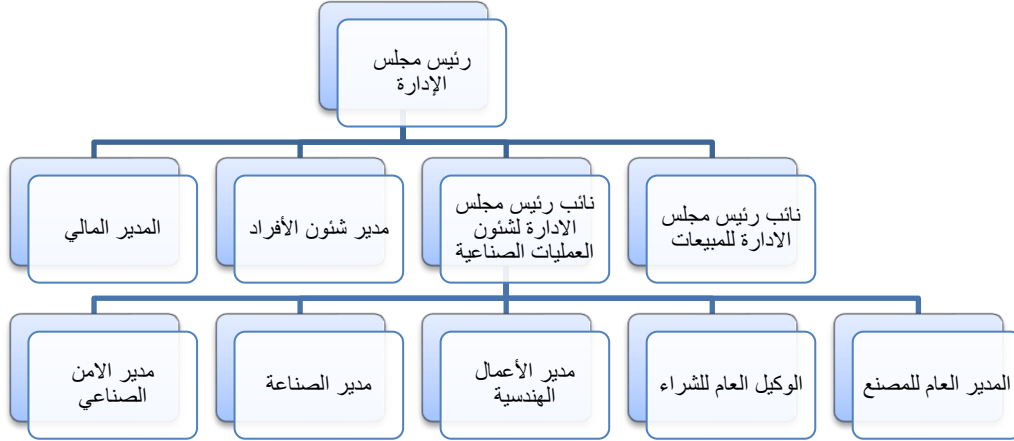 رئيس مجلس
الإدارة
نائب رئيس مجلس
الادارة للمبيعات
نائب رئيس مجلس
الادارة لشئون
العمليات الصناعية
مدير شئون الأفراد
المدير المالي
المدير العام للمصنع
الوكيل العام للشراء
مدير الأعمال
الهندسية
مدير الصناعة
مدير الامن
الصناعي